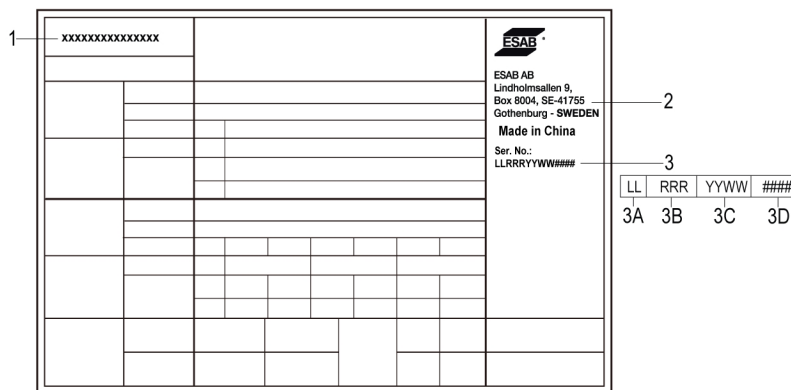 1
xxxxxxxxxxxxxxx
ESAB
ESAB AB
Lindholmsallen 9,
Box 8004, SE-41755
Gothenburg - SWEDEN
2
Made in China
Ser. No.:
LLRRRYYWW####
3
LL RRR YYWW ####
3A 3B 3C 3D